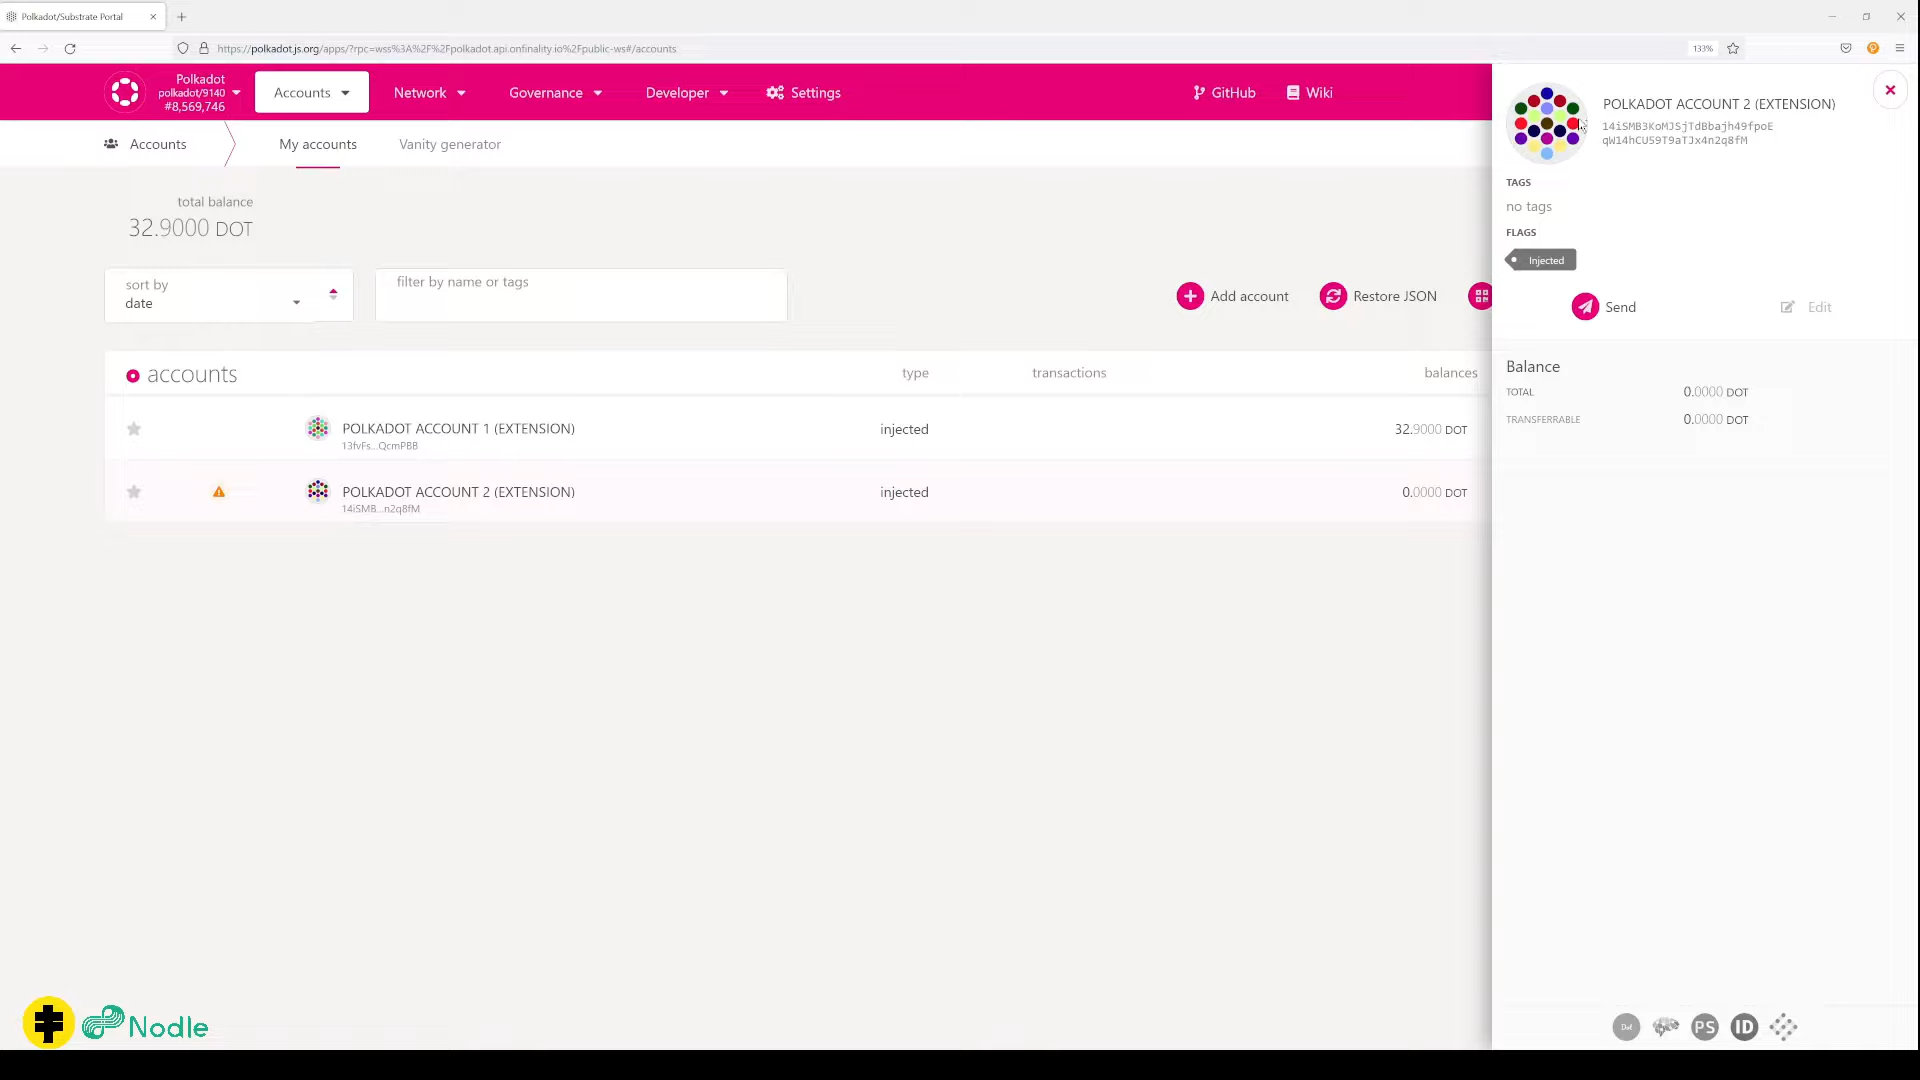 Polkadot/Substrate Portal
https://polkadot.js.org/apps/?rpc=wss%3A%2F%2Fpolkadot.api.onfinality.io%2Fpublic-ws#/accounts
133%
Polkadot
polkadot/9140
#8,569,746
Accounts
Network
Governance
Developer
Settings
GitHub
Wiki
Accounts
My accounts
Vanity generator
total balance
32.9000 DOT
sort by
date
filter by name or tags
Add account
Restore JSON
accounts
type
transactions
balances
POLKADOT ACCOUNT 1 (EXTENSION)
13fvFs...QcmPBB
injected
32.9000 DOT
POLKADOT ACCOUNT 2 (EXTENSION)
14iSMB...n2q8fM
injected
0.0000 DOT
POLKADOT ACCOUNT 2 (EXTENSION)
14iSMB3KoMJSjTdBbajh49fpoE
qW14hCU59T9aTJx4n2q8fM
TAGS
no tags
FLAGS
Injected
Send
Edit
Balance
TOTAL
0.0000 DOT
TRANSFERRABLE
0.0000 DOT
Nodle
PS
ID